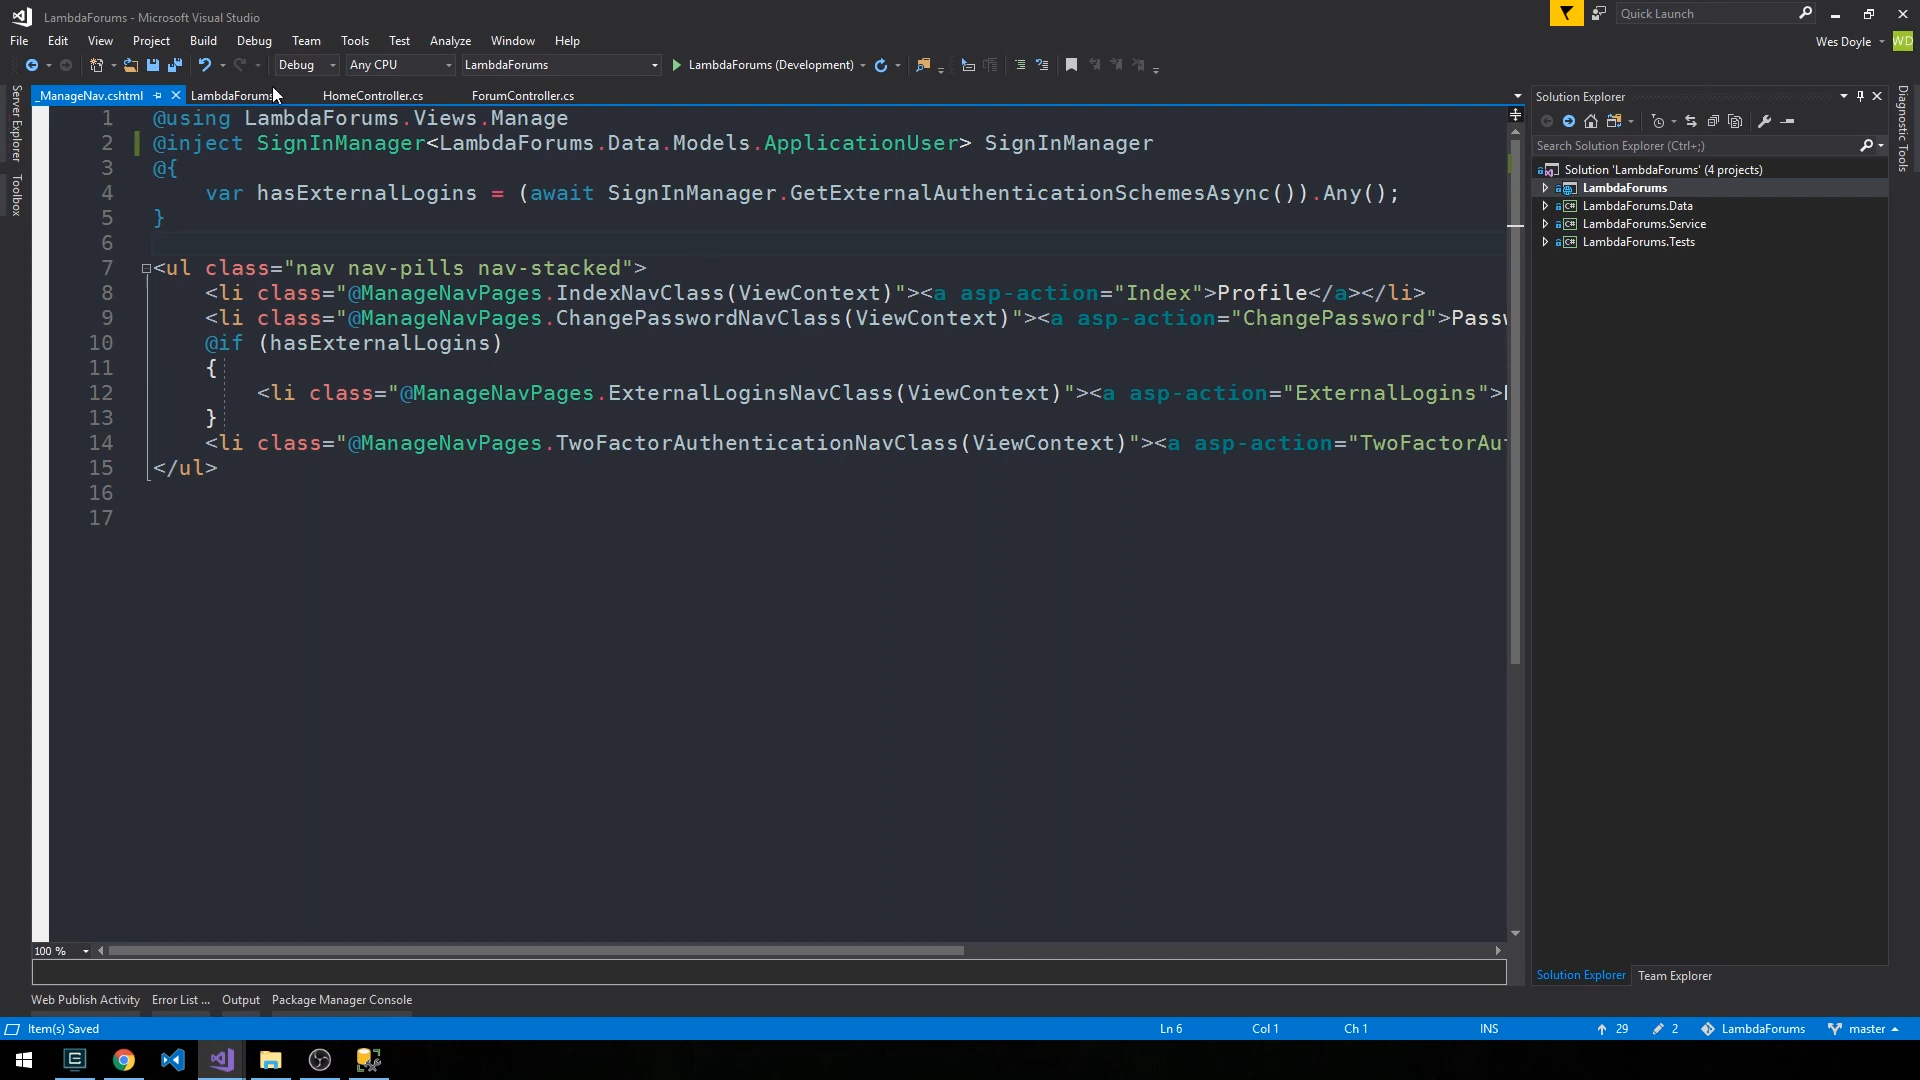 LambdaForums - Microsoft Visual Studio
Quick Launch
File Edit View Project Build Debug Team Tools Test Analyze Window Help
Wes Doyle WD
Debug Any CPU LambdaForums LambdaForums (Development)
_ManageNav.cshtml LambdaForums HomeController.cs ForumController.cs
Server Explorer
Toolbox
1 @using LambdaForums.Views.Manage
2 @inject SignInManager<LambdaForums.Data.Models.ApplicationUser> SignInManager
3 @{
4 var hasExternalLogins = (await SignInManager.GetExternalAuthenticationSchemesAsync()).Any();
5 }
6
7 <ul class="nav nav-pills nav-stacked">
8 <li class="@ManageNavPages.IndexNavClass(ViewContext)"><a asp-action="Index">Profile</a></li>
9 <li class="@ManageNavPages.ChangePasswordNavClass(ViewContext)"><a asp-action="ChangePassword">Passw
10 @if (hasExternalLogins)
11 {
12 <li class="@ManageNavPages.ExternalLoginsNavClass(ViewContext)"><a asp-action="ExternalLogins">
13 }
14 <li class="@ManageNavPages.TwoFactorAuthenticationNavClass(ViewContext)"><a asp-action="TwoFactorAut
15 </ul>
16
17
100 %
Solution Explorer
Search Solution Explorer (Ctrl+;)
Solution 'LambdaForums' (4 projects)
LambdaForums
C# LambdaForums.Data
C# LambdaForums.Service
C# LambdaForums.Tests
Solution Explorer Team Explorer
Diagnostic Tools
Web Publish Activity Error List ... Output Package Manager Console
Item(s) Saved Ln 6 Col 1 Ch 1 INS 29 2 LambdaForums master